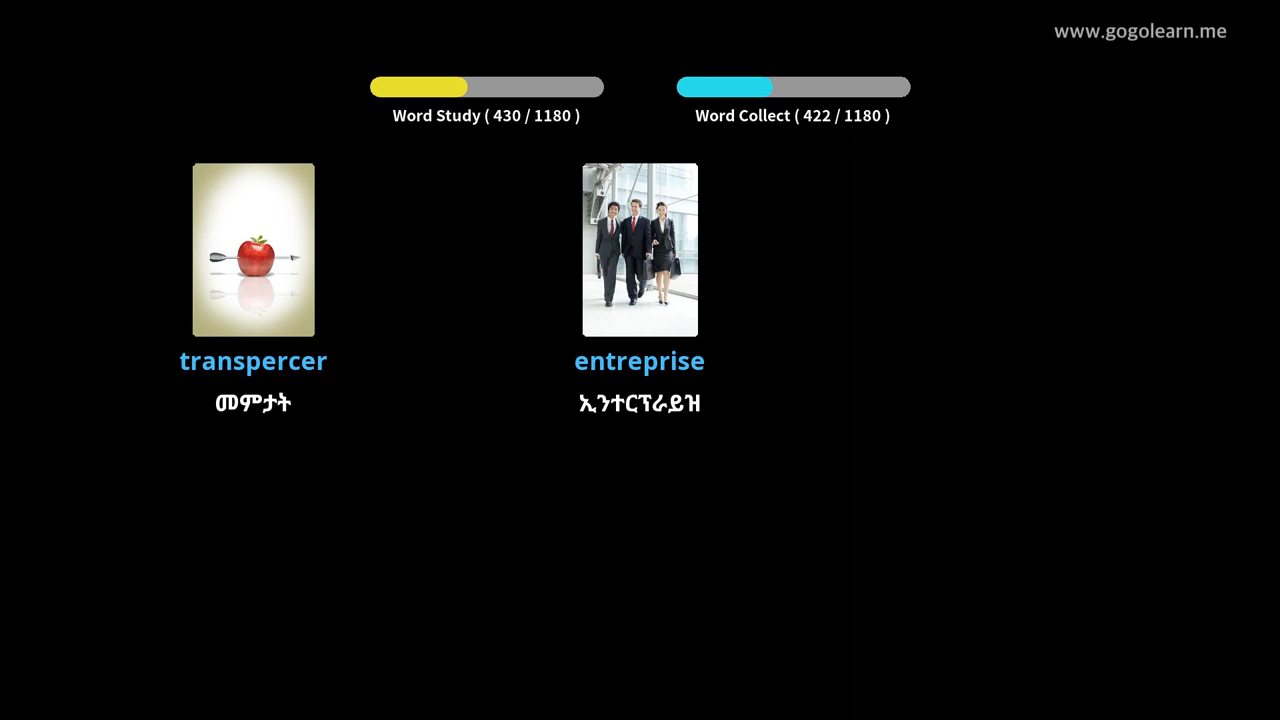 www.gogolearn.me
Word Study ( 430 / 1180 )
Word Collect ( 422 / 1180 )
transpercer
entreprise
መምታት
ኢንተርፕራይዝ